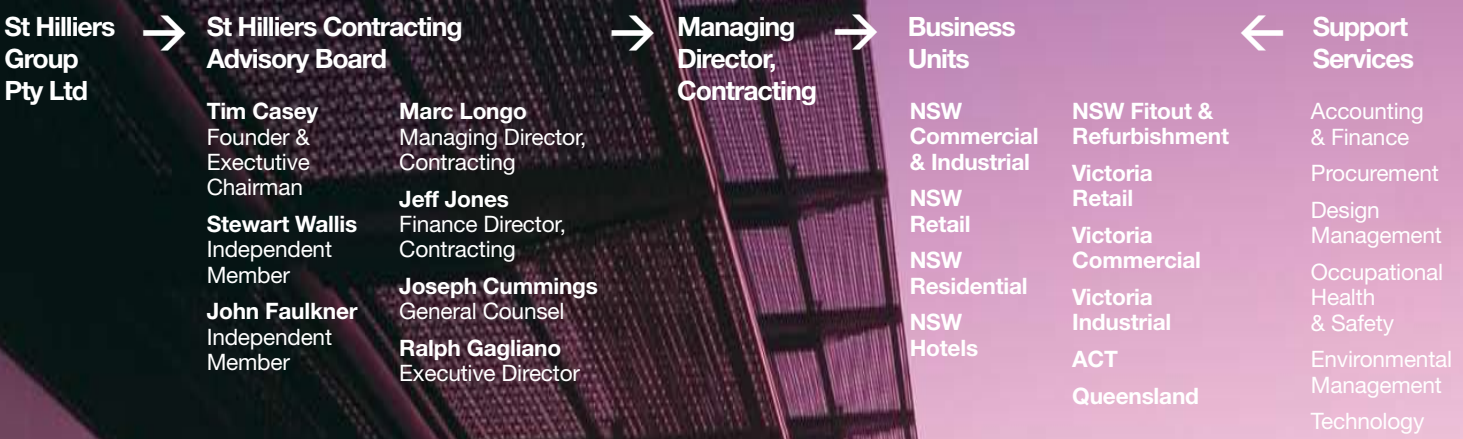 St Hilliers
Group
Pty Ltd
→
St Hilliers Contracting
Advisory Board
Tim Casey
Founder &
Exectutive
Chairman
Stewart Wallis
Independent
Member
John Faulkner
Independent
Member
Marc Longo
Managing Director,
Contracting
Jeff Jones
Finance Director,
Contracting
Joseph Cummings
General Counsel
Ralph Gagliano
Executive Director
→
Managing
Director,
Contracting
→
Business
Units
NSW
Commercial
& Industrial
NSW
Retail
NSW
Residential
NSW
Hotels
NSW Fitout &
Refurbishment
Victoria
Retail
Victoria
Commercial
Victoria
Industrial
ACT
Queensland
←
Support
Services
Accounting
& Finance
Procurement
Design
Management
Occupational
Health
& Safety
Environmental
Management
Technology